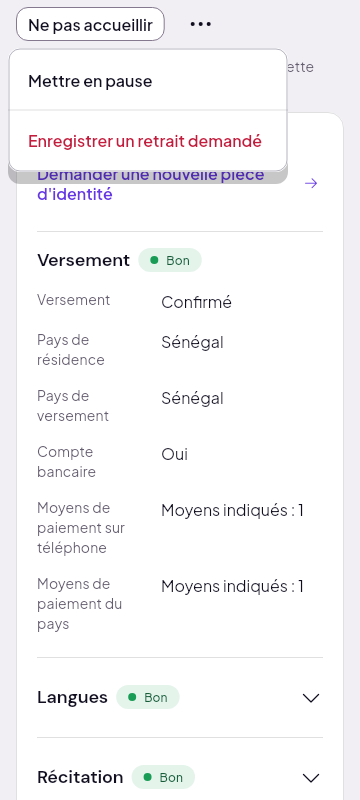 Ne pas accueillir
Mettre en pause
Enregistrer un retrait demandé
Demander une nouvelle pièce
d'identité
Versement Bon
Versement Confirmé
Pays de
résidence
Sénégal
Pays de
versement
Sénégal
Compte
bancaire
Oui
Moyens de
paiement sur
téléphone
Moyens indiqués : 1
Moyens de
paiement du
pays
Moyens indiqués : 1
Langues Bon
Récitation Bon